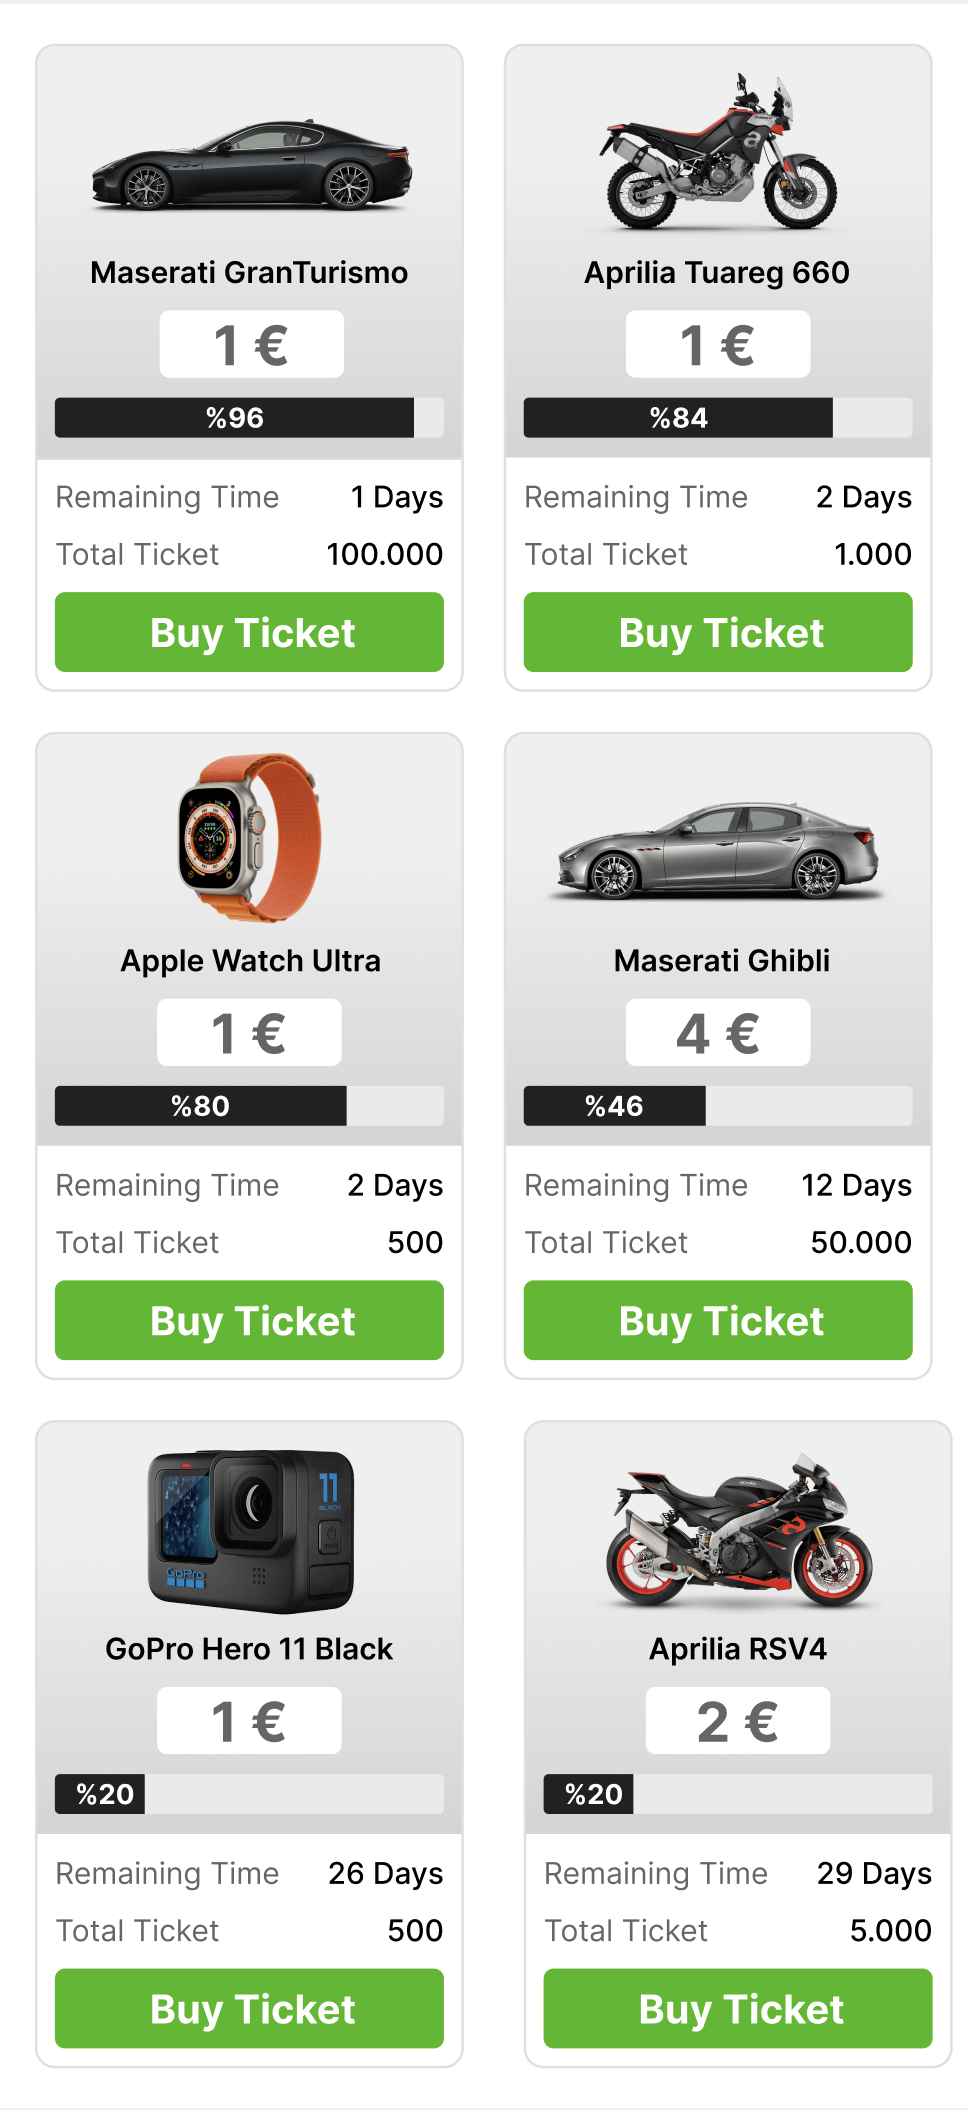 Maserati GranTurismo
1 €
%96
Remaining Time 1 Days
Total Ticket 100.000
Buy Ticket
Aprilia Tuareg 660
1 €
%84
Remaining Time 2 Days
Total Ticket 1.000
Buy Ticket
Apple Watch Ultra
1 €
%80
Remaining Time 2 Days
Total Ticket 500
Buy Ticket
Maserati Ghibli
4 €
%46
Remaining Time 12 Days
Total Ticket 50.000
Buy Ticket
11
BLACK
GoPro
GoPro Hero 11 Black
1 €
%20
Remaining Time 26 Days
Total Ticket 500
Buy Ticket
Aprilia RSV4
2 €
%20
Remaining Time 29 Days
Total Ticket 5.000
Buy Ticket